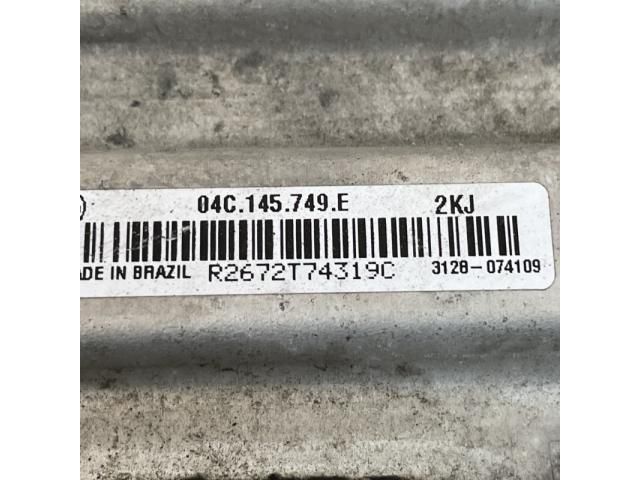 04C.145.749.E 2KJ
ADE IN BRAZIL R2672T74319C 3128-074109